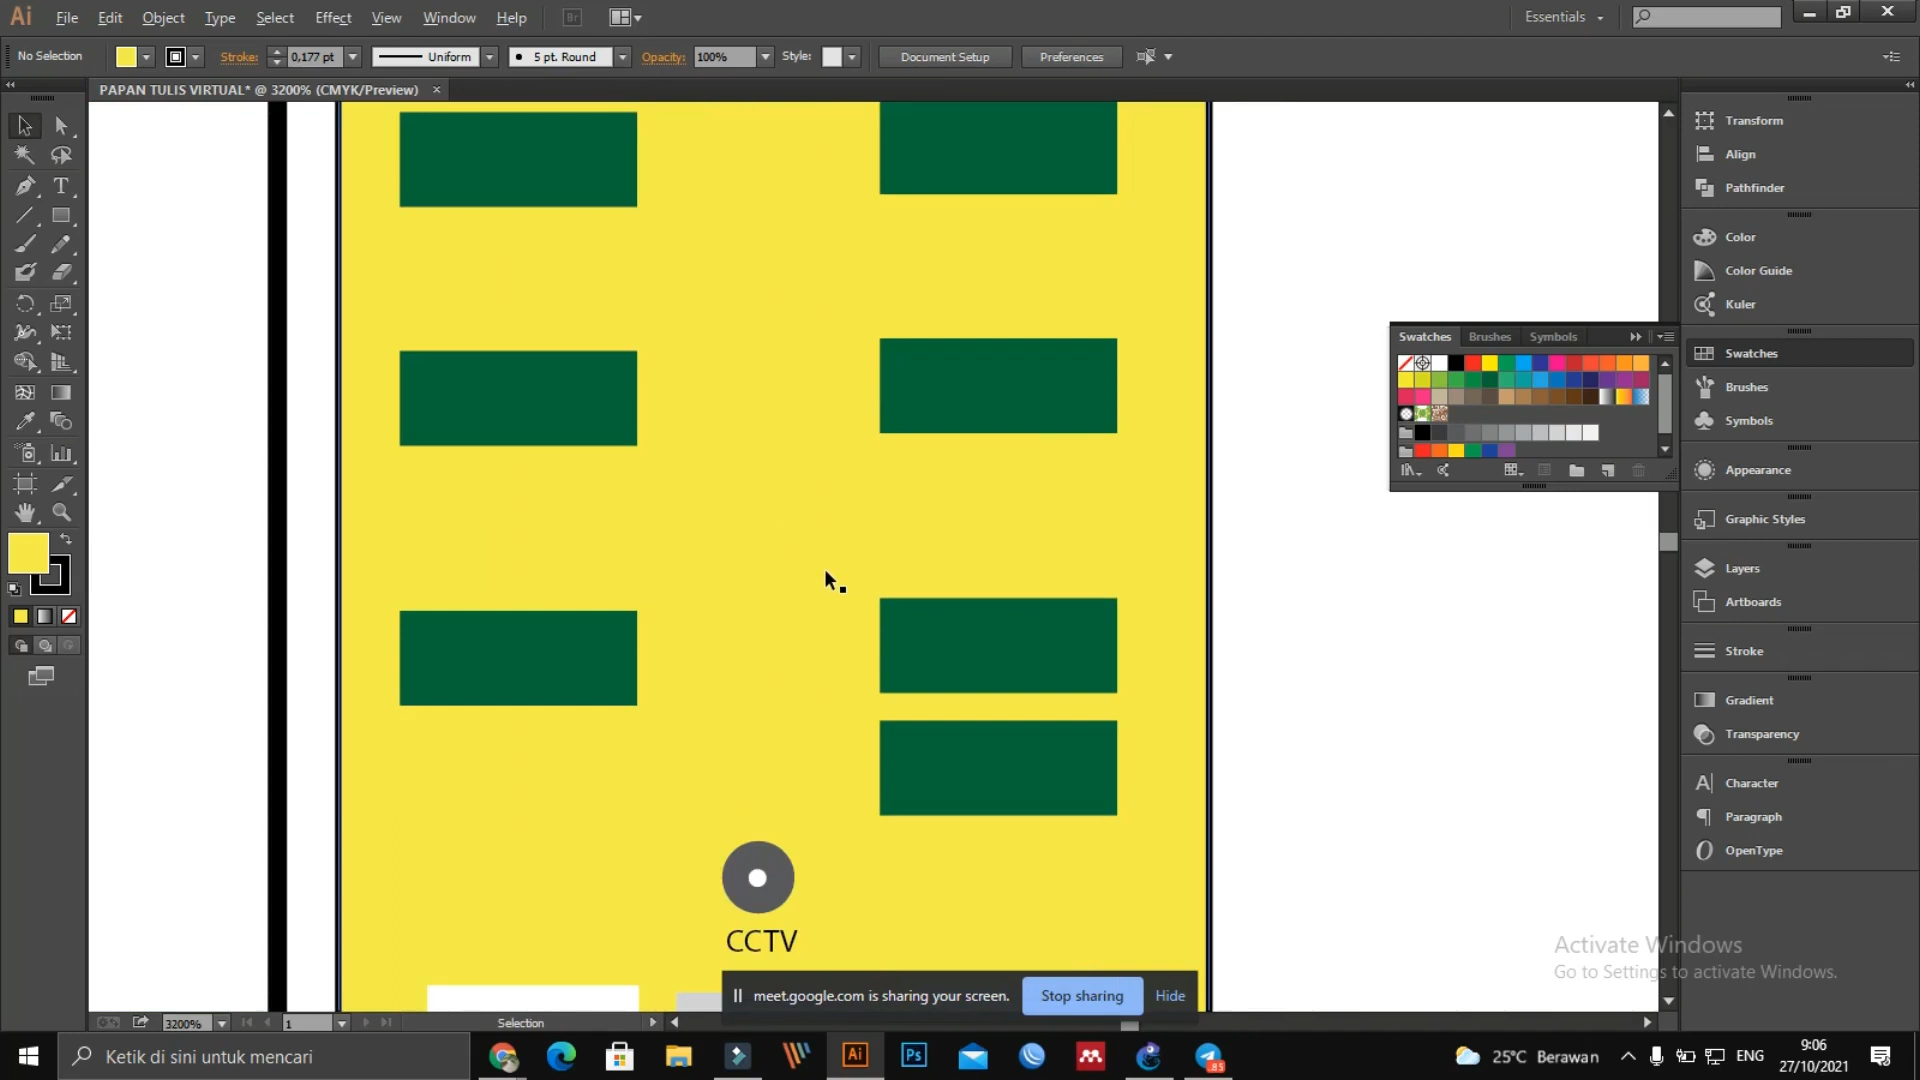 Ai File Edit Object Type Select Effect View Window Help Br Essentials
No Selection Stroke: 0,177 pt Uniform 5 pt. Round Opacity: 100% Style: Document Setup Preferences
PAPAN TULIS VIRTUAL* @ 3200% (CMYK/Preview) ×
Transform
Align
Pathfinder
Color
Color Guide
Kuler
Swatches Brushes Symbols
Swatches
Brushes
Symbols
Appearance
Graphic Styles
Layers
Artboards
Stroke
Gradient
Transparency
Character
Paragraph
OpenType
CCTV
Activate Windows
Go to Settings to activate Windows.
meet.google.com is sharing your screen. Stop sharing Hide
3200% 1 Selection
Ketik di sini untuk mencari
Ai Ps 25°C Berawan ENG
9:06
27/10/2021